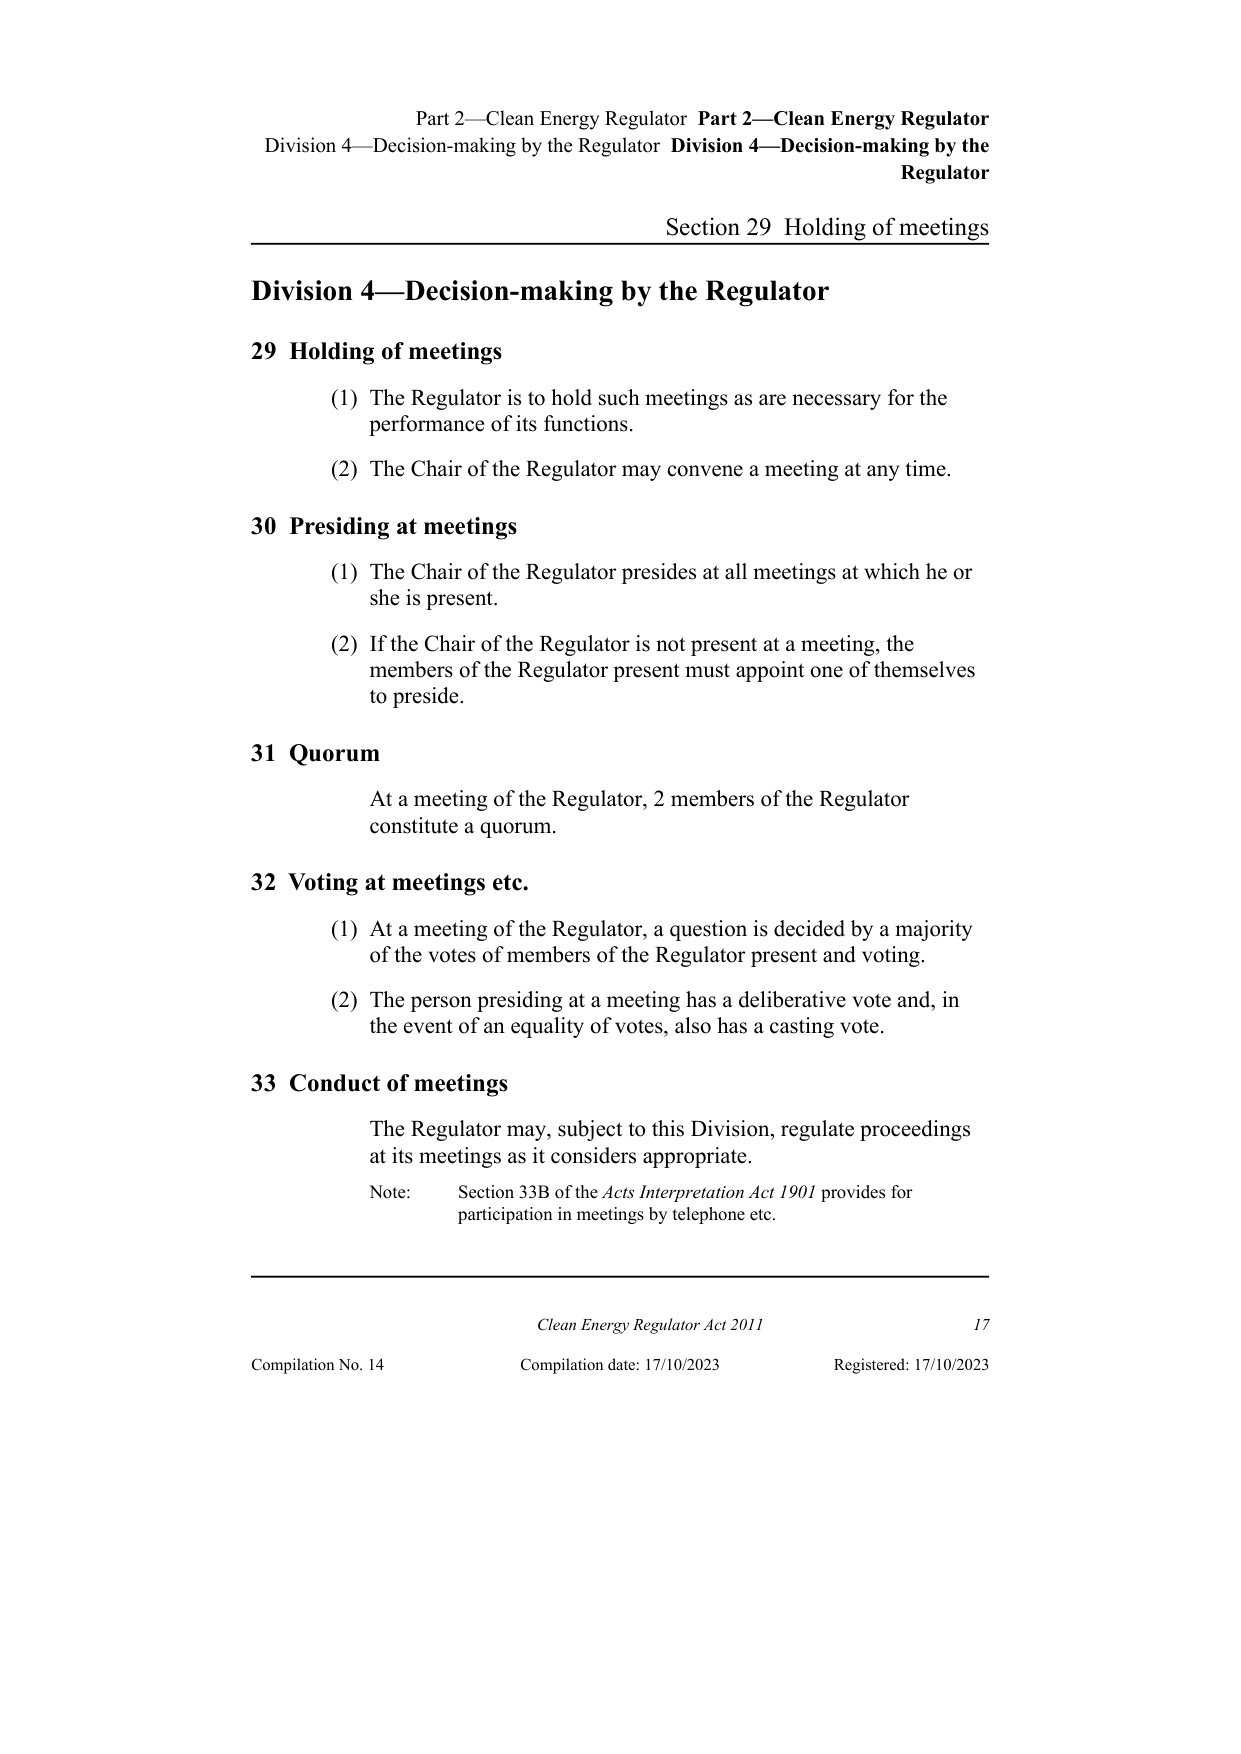 Part 2—Clean Energy Regulator  Part 2—Clean Energy Regulator
Division 4—Decision-making by the Regulator  Division 4—Decision-making by the
Regulator
Section 29  Holding of meetings
Division 4—Decision-making by the Regulator
29  Holding of meetings
(1) The Regulator is to hold such meetings as are necessary for the
performance of its functions.
(2) The Chair of the Regulator may convene a meeting at any time.
30  Presiding at meetings
(1) The Chair of the Regulator presides at all meetings at which he or
she is present.
(2) If the Chair of the Regulator is not present at a meeting, the
members of the Regulator present must appoint one of themselves
to preside.
31  Quorum
At a meeting of the Regulator, 2 members of the Regulator
constitute a quorum.
32  Voting at meetings etc.
(1) At a meeting of the Regulator, a question is decided by a majority
of the votes of members of the Regulator present and voting.
(2) The person presiding at a meeting has a deliberative vote and, in
the event of an equality of votes, also has a casting vote.
33  Conduct of meetings
The Regulator may, subject to this Division, regulate proceedings
at its meetings as it considers appropriate.
Note: Section 33B of the Acts Interpretation Act 1901 provides for
participation in meetings by telephone etc.
Clean Energy Regulator Act 2011 17
Compilation No. 14 Compilation date: 17/10/2023 Registered: 17/10/2023